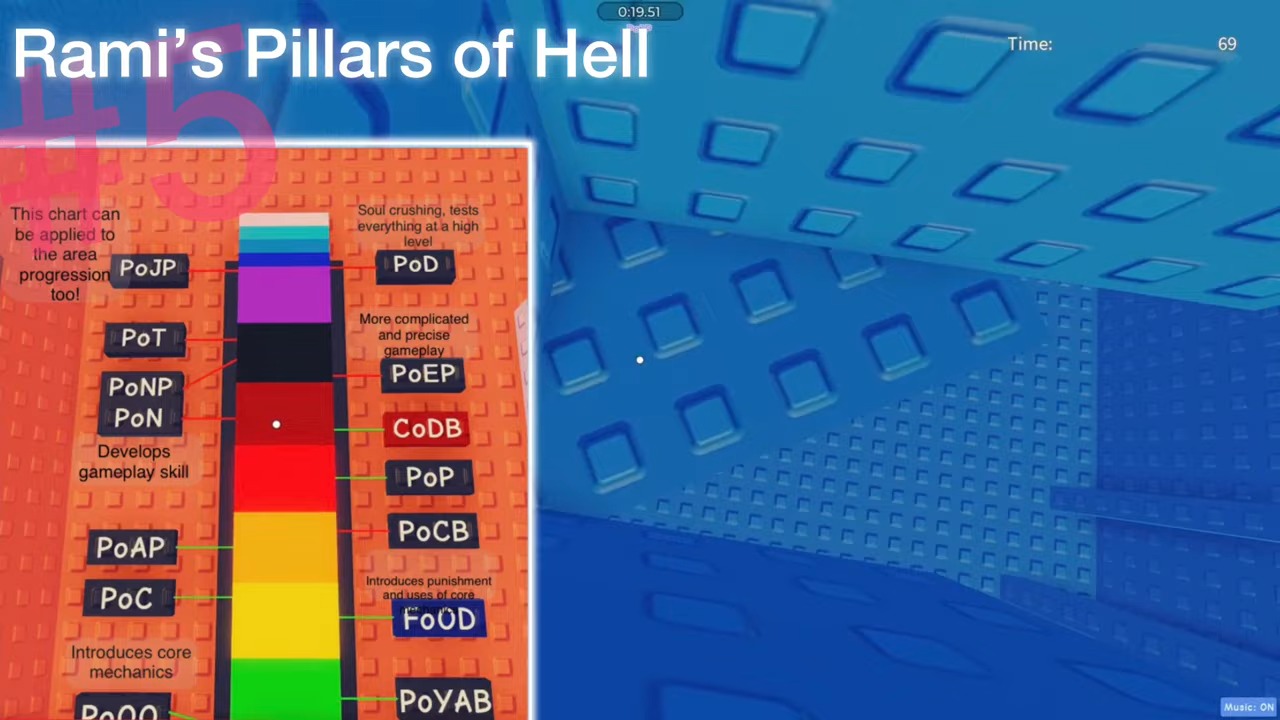 0:19.51
Rami's Pillars of Hell
#5
Time: 69
This chart can
be applied to
the area
progression
too!
PoJP
PoT
PoNP
PoN
Develops
gameplay skill
PoAP
PoC
Introduces core
mechanics
Soul crushing, tests
everything at a high
level
PoD
More complicated
and precise
gameplay
PoEP
CoDB
PoP
PoCB
Introduces punishment
and uses of core
mechanics
FoOD
PoYAB
Music: ON